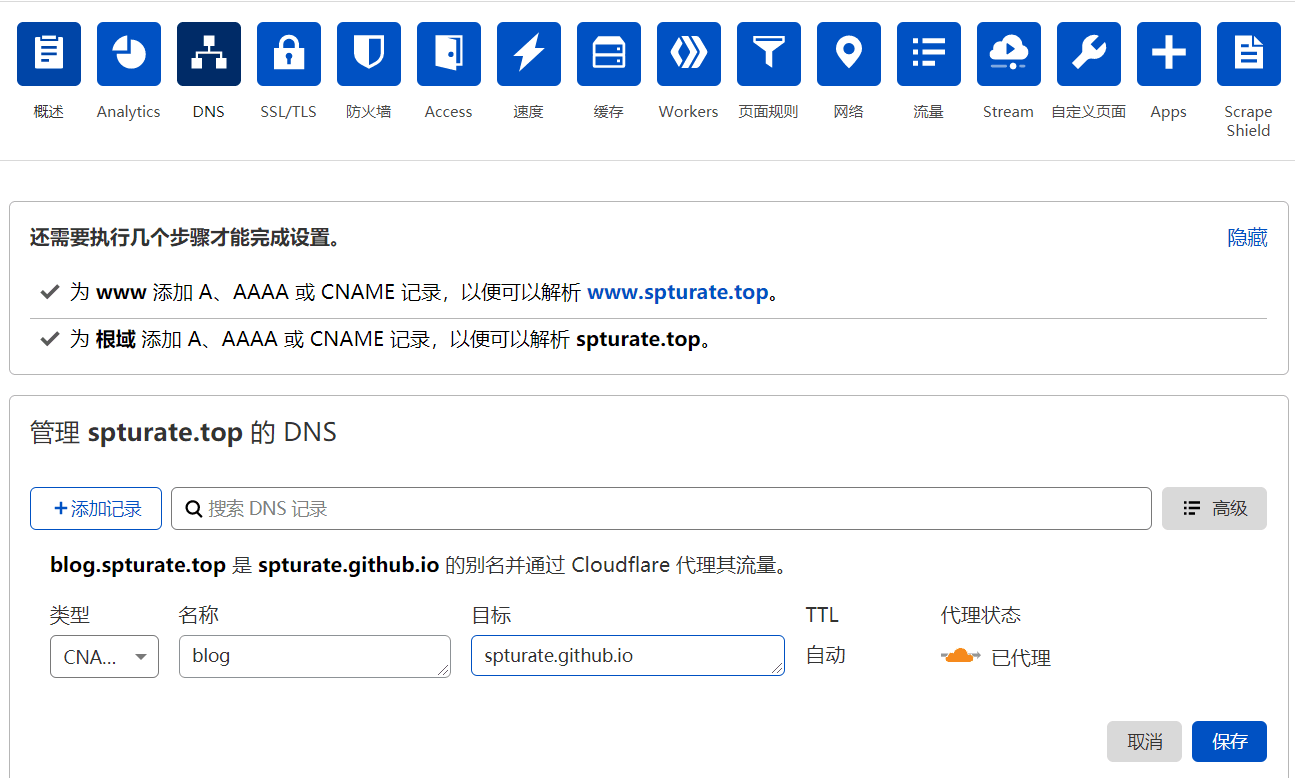 概述 Analytics DNS SSL/TLS 防火墙 Access 速度 缓存 Workers 页面规则 网络 流量 Stream 自定义页面 Apps Scrape
Shield
还需要执行几个步骤才能完成设置。 隐藏
为 www 添加 A、AAAA 或 CNAME 记录，以便可以解析 www.spturate.top。
为 根域 添加 A、AAAA 或 CNAME 记录，以便可以解析 spturate.top。
管理 spturate.top 的 DNS
+添加记录 搜索 DNS 记录 高级
blog.spturate.top 是 spturate.github.io 的别名并通过 Cloudflare 代理其流量。
类型 名称 目标 TTL 代理状态
CNA... blog spturate.github.io 自动 已代理
取消 保存